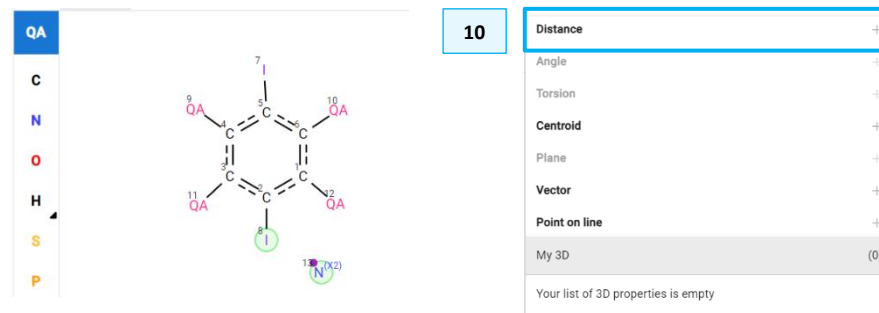 QA
C
N
O
H
S
P
7
I
9
QA
10
QA
4
C
5
C
6
C
3
C
2
C
1
C
11
QA
12
QA
8
I
13
N(X2)
10
Distance +
Angle +
Torsion +
Centroid +
Plane +
Vector +
Point on line +
My 3D (0
Your list of 3D properties is empty